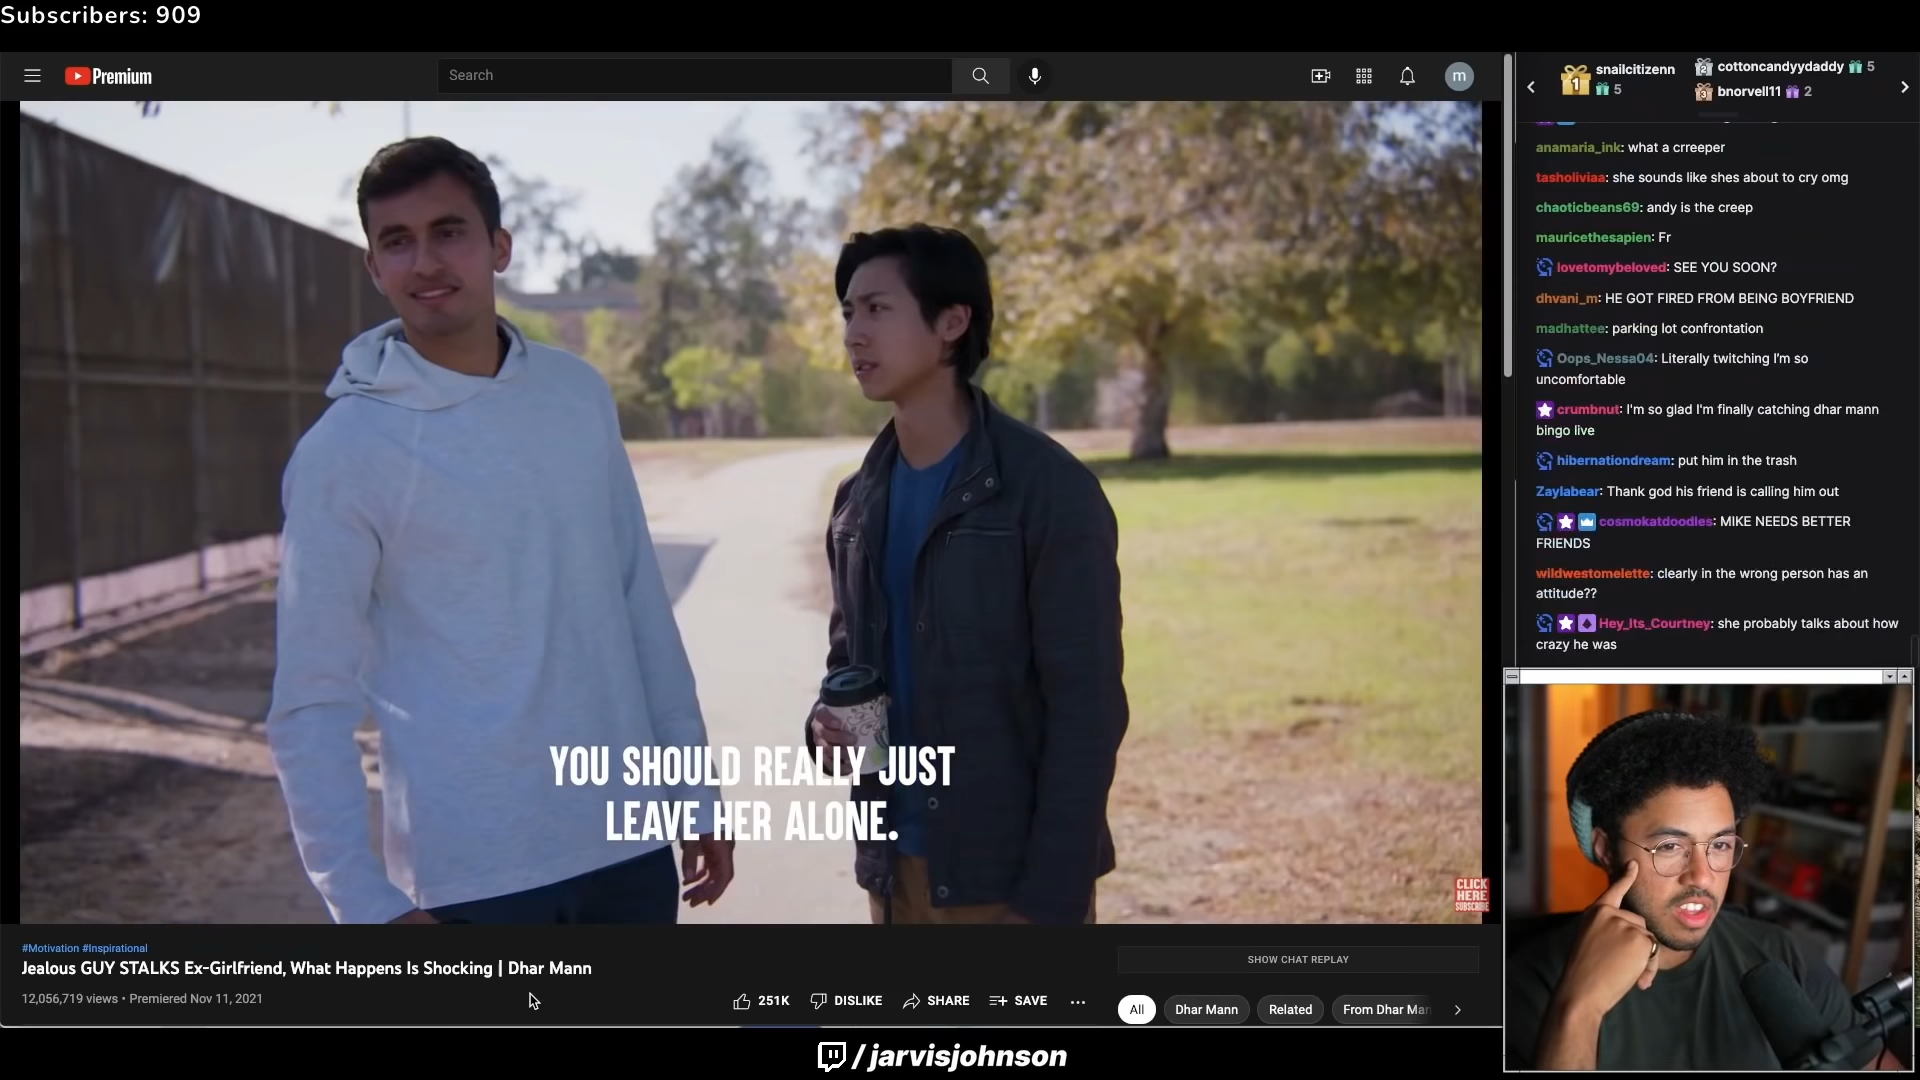 Subscribers: 909
Premium
Search
m
1
snailcitizenn
5
2
cottoncandyydaddy
5
3
bnorvell11
2
anamaria_ink: what a crreeper
tasholiviaa: she sounds like shes about to cry omg
chaoticbeans69: andy is the creep
mauricethesapien: Fr
lovetomybeloved: SEE YOU SOON?
dhvani_m: HE GOT FIRED FROM BEING BOYFRIEND
madhattee: parking lot confrontation
Oops_Nessa04: Literally twitching I'm so
uncomfortable
crumbnut: I'm so glad I'm finally catching dhar mann
bingo live
hibernationdream: put him in the trash
Zaylabear: Thank god his friend is calling him out
cosmokatdoodles: MIKE NEEDS BETTER
FRIENDS
wildwestomelette: clearly in the wrong person has an
attitude??
Hey_Its_Courtney: she probably talks about how
crazy he was
YOU SHOULD REALLY JUST
LEAVE HER ALONE.
CLICK
HERE
SUBSCRIBE
#Motivation #Inspirational
Jealous GUY STALKS Ex-Girlfriend, What Happens Is Shocking | Dhar Mann
12,056,719 views • Premiered Nov 11, 2021
251K
DISLIKE
SHARE
SAVE
SHOW CHAT REPLAY
All
Dhar Mann
Related
From Dhar Man
/jarvisjohnson